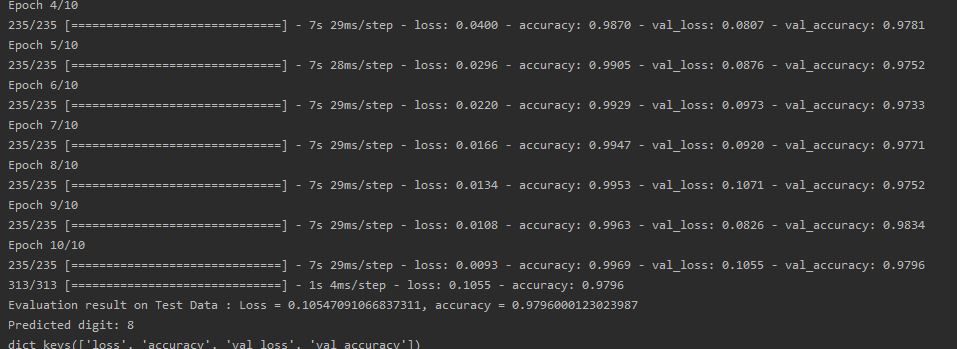 Epoch 4/10
235/235 [==============================] - 7s 29ms/step - loss: 0.0400 - accuracy: 0.9870 - val_loss: 0.0807 - val_accuracy: 0.9781
Epoch 5/10
235/235 [==============================] - 7s 28ms/step - loss: 0.0296 - accuracy: 0.9905 - val_loss: 0.0876 - val_accuracy: 0.9752
Epoch 6/10
235/235 [==============================] - 7s 29ms/step - loss: 0.0220 - accuracy: 0.9929 - val_loss: 0.0973 - val_accuracy: 0.9733
Epoch 7/10
235/235 [==============================] - 7s 29ms/step - loss: 0.0166 - accuracy: 0.9947 - val_loss: 0.0920 - val_accuracy: 0.9771
Epoch 8/10
235/235 [==============================] - 7s 29ms/step - loss: 0.0134 - accuracy: 0.9953 - val_loss: 0.1071 - val_accuracy: 0.9752
Epoch 9/10
235/235 [==============================] - 7s 29ms/step - loss: 0.0108 - accuracy: 0.9963 - val_loss: 0.0826 - val_accuracy: 0.9834
Epoch 10/10
235/235 [==============================] - 7s 29ms/step - loss: 0.0093 - accuracy: 0.9969 - val_loss: 0.1055 - val_accuracy: 0.9796
313/313 [==============================] - 1s 4ms/step - loss: 0.1055 - accuracy: 0.9796
Evaluation result on Test Data : Loss = 0.10547091066837311, accuracy = 0.9796000123023987
Predicted digit: 8
dict_keys(['loss', 'accuracy', 'val_loss', 'val_accuracy'])